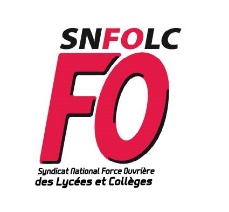 SNFOLC
FO
Syndicat National Force Ouvrière
des Lycées et Collèges